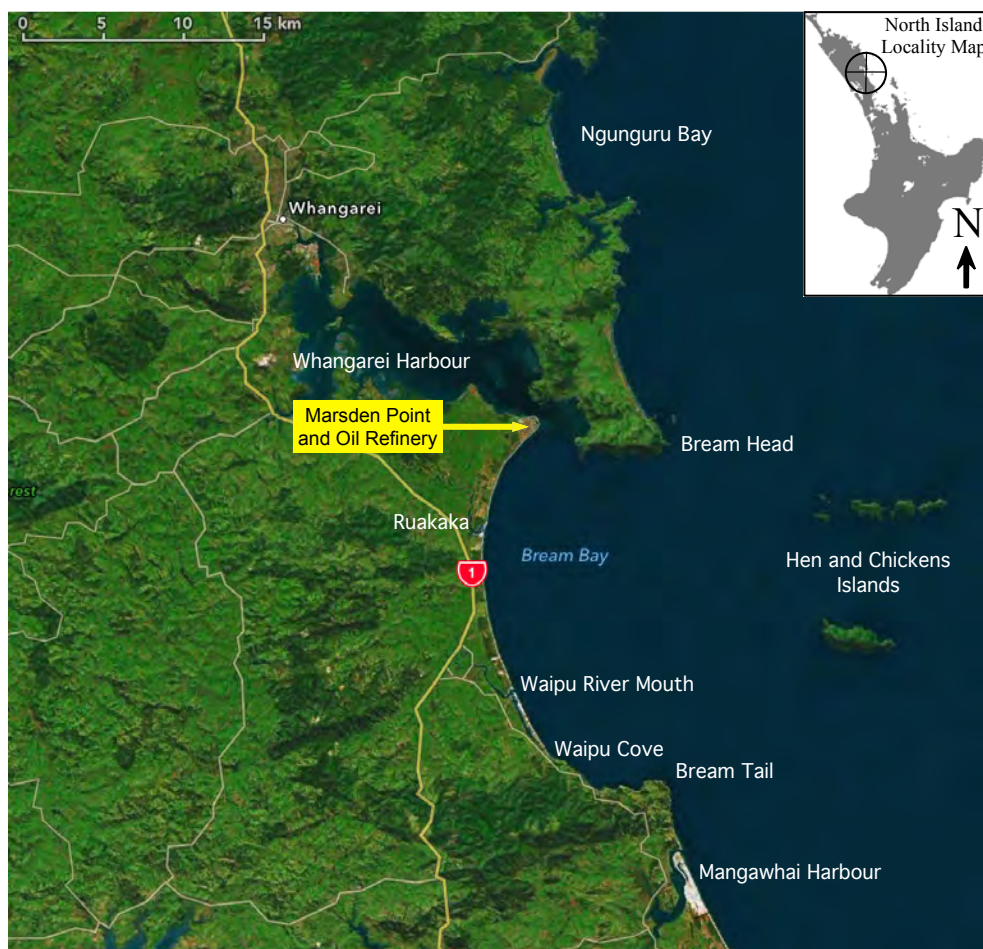 0 5 10 15 km
North Island
Locality Map
N
Ngunguru Bay
Whangarei
Whangarei Harbour
Marsden Point
and Oil Refinery
Bream Head
rest
Ruakaka
Bream Bay
Hen and Chickens
Islands
1
Waipu River Mouth
Waipu Cove
Bream Tail
Mangawhai Harbour